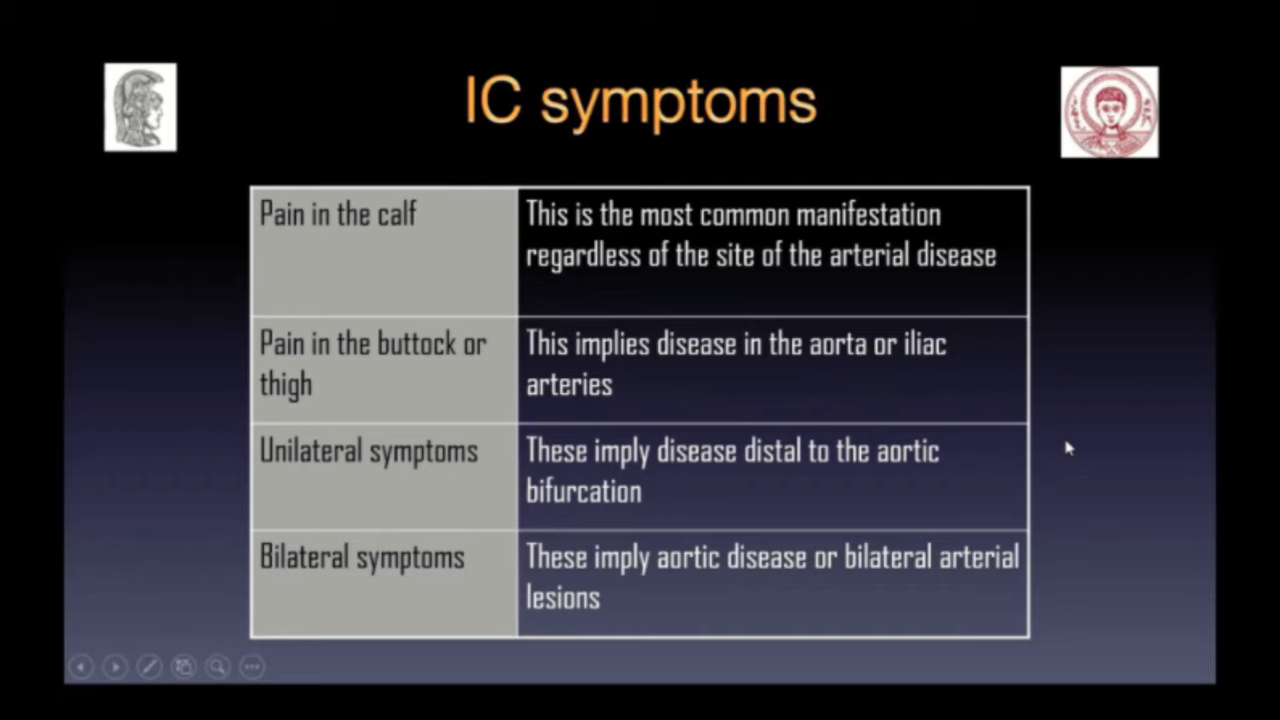 IC symptoms
Pain in the calf
This is the most common manifestation
regardless of the site of the arterial disease
Pain in the buttock or
thigh
This implies disease in the aorta or iliac
arteries
Unilateral symptoms
These imply disease distal to the aortic
bifurcation
Bilateral symptoms
These imply aortic disease or bilateral arterial
lesions